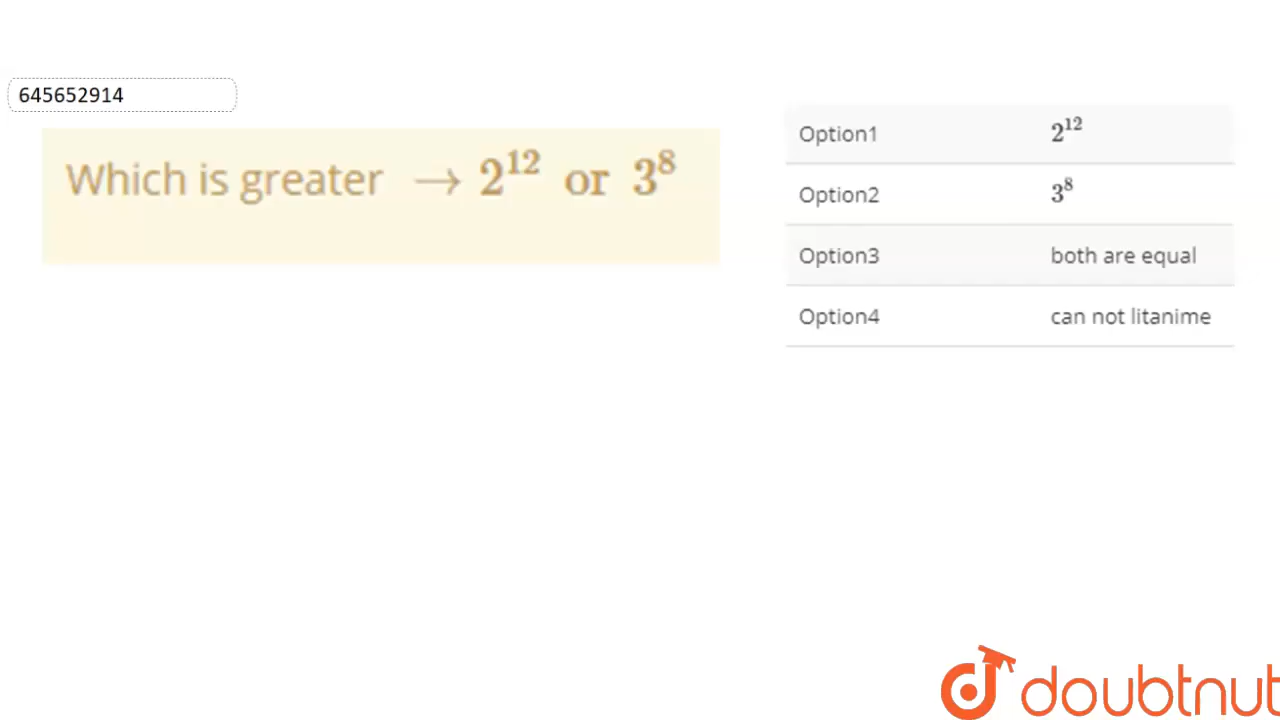 645652914
Which is greater → 2^12 or 3^8
Option1 2^12
Option2 3^8
Option3 both are equal
Option4 can not litanime
doubtnut